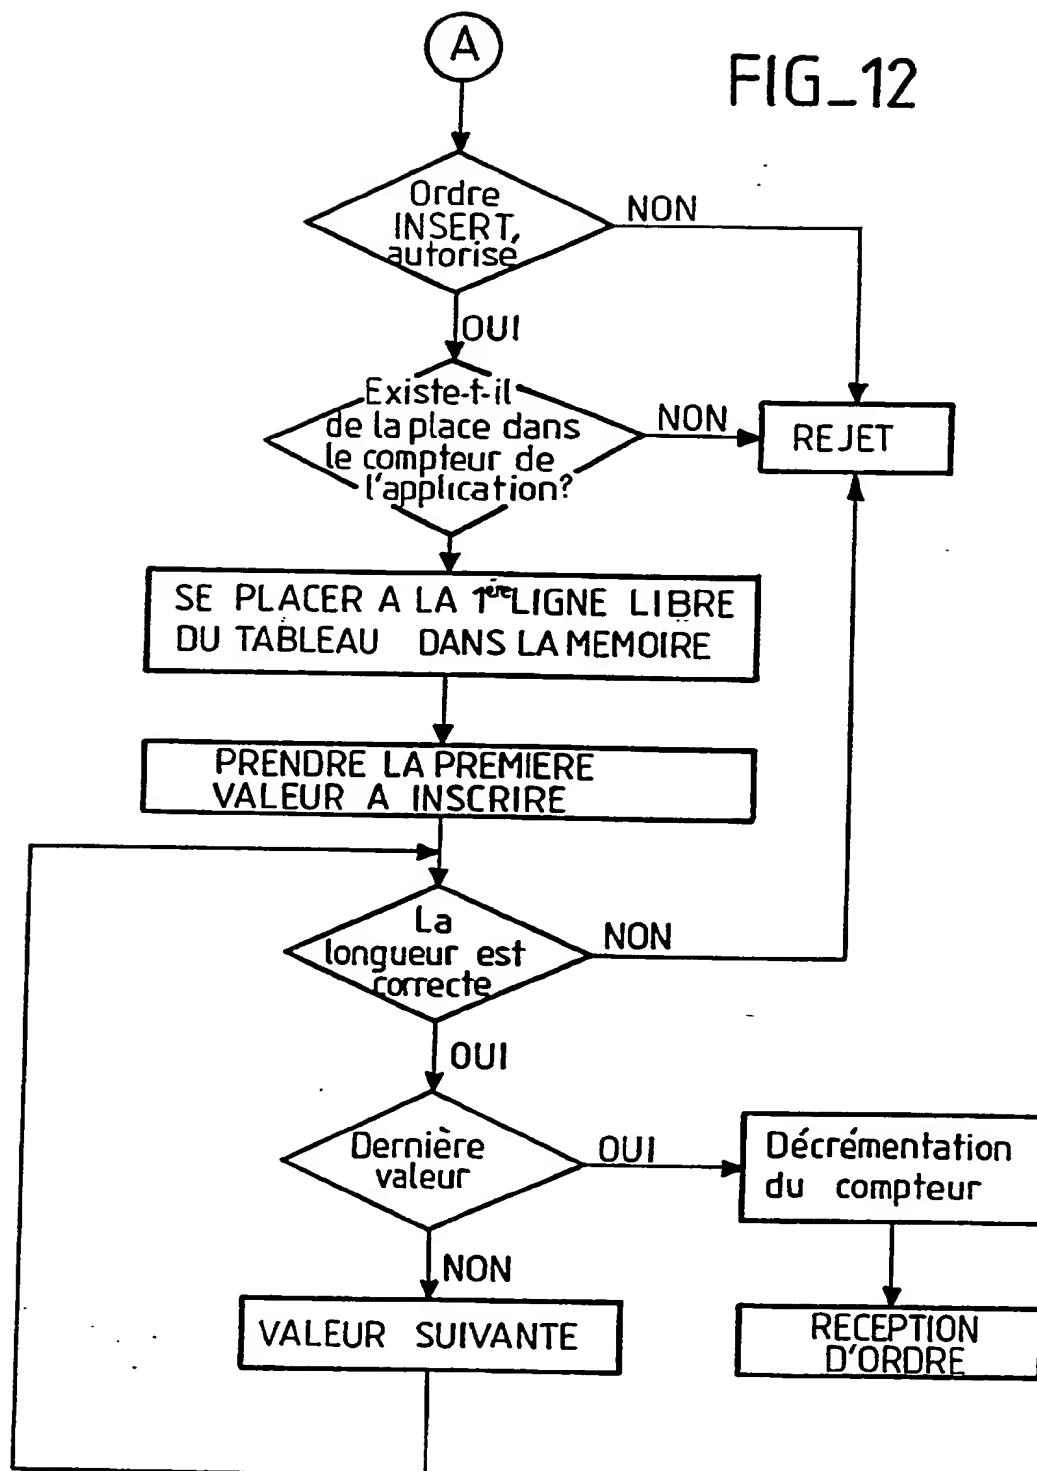 A
FIG_12
Ordre
INSERT,
autorisé
NON
OUI
Existe-t-il
de la place dans
le compteur de
l'application?
NON
REJET
SE PLACER A LA 1ère LIGNE LIBRE
DU TABLEAU DANS LA MEMOIRE
PRENDRE LA PREMIERE
VALEUR A INSCRIRE
La
longueur est
correcte
NON
OUI
Dernière
valeur
OUI
Décrémentation
du compteur
NON
VALEUR SUIVANTE
RECEPTION
D'ORDRE